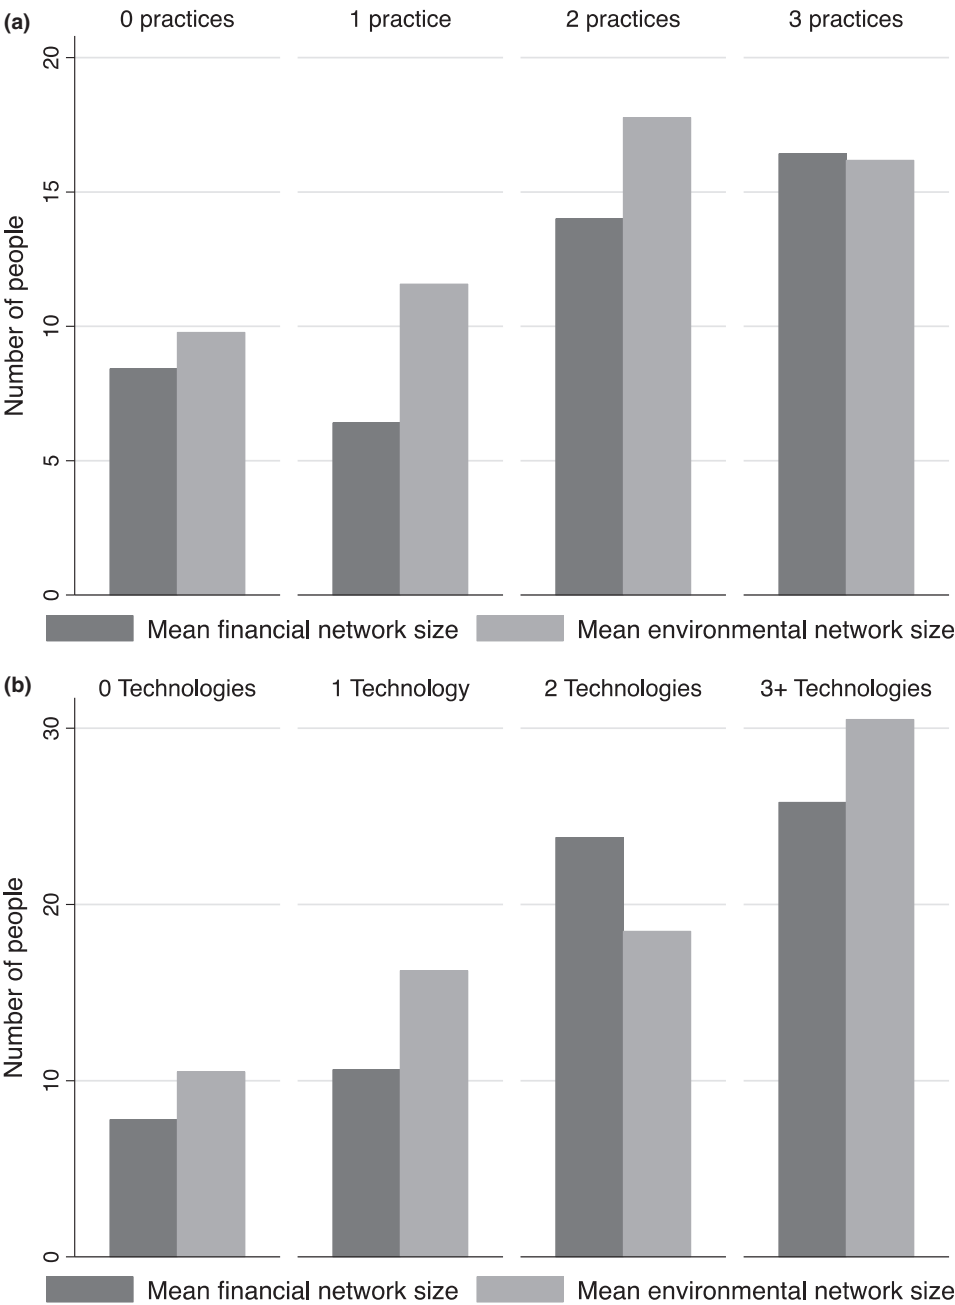 (a) 0 practices 1 practice 2 practices 3 practices
20
15
10
5
0
Number of people
Mean financial network size Mean environmental network size
(b) 0 Technologies 1 Technology 2 Technologies 3+ Technologies
30
20
10
0
Number of people
Mean financial network size Mean environmental network size